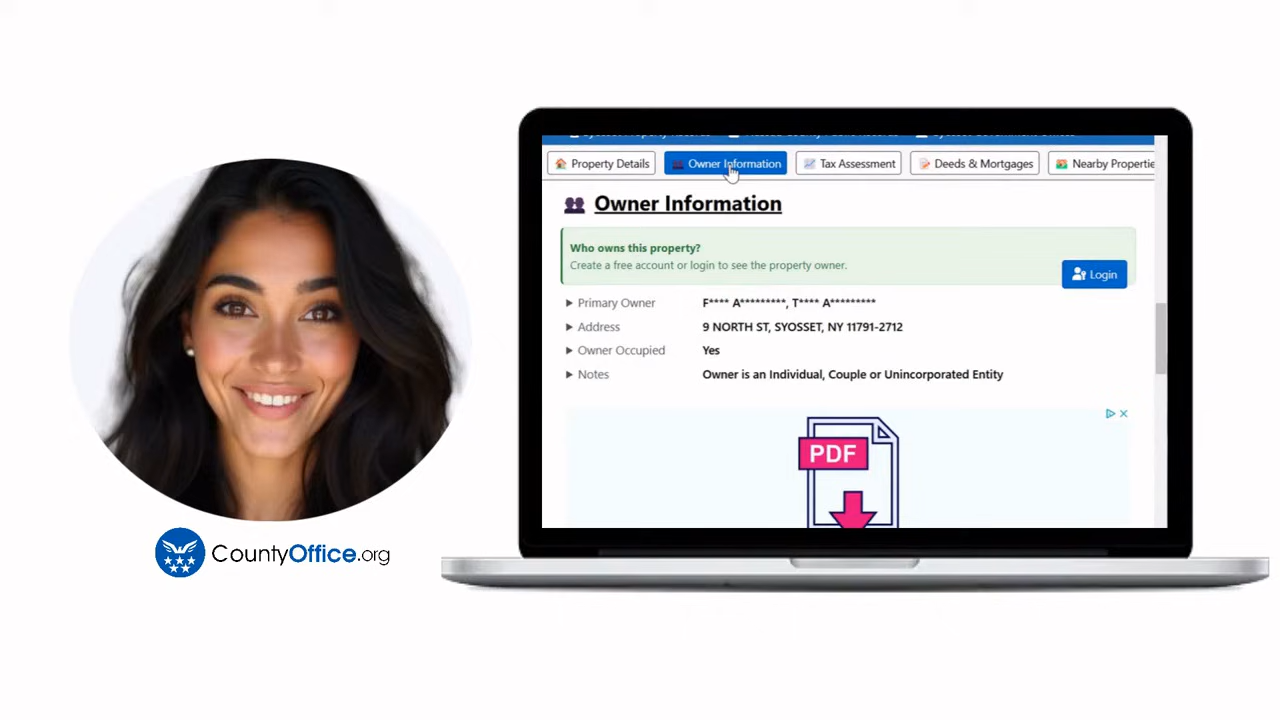 Property Details
Owner Information
Tax Assessment
Deeds & Mortgages
Nearby Propertie
Owner Information
Who owns this property?
Create a free account or login to see the property owner.
Login
Primary Owner F**** A*********, T**** A*********
Address 9 NORTH ST, SYOSSET, NY 11791-2712
Owner Occupied Yes
Notes Owner is an Individual, Couple or Unincorporated Entity
PDF
CountyOffice.org